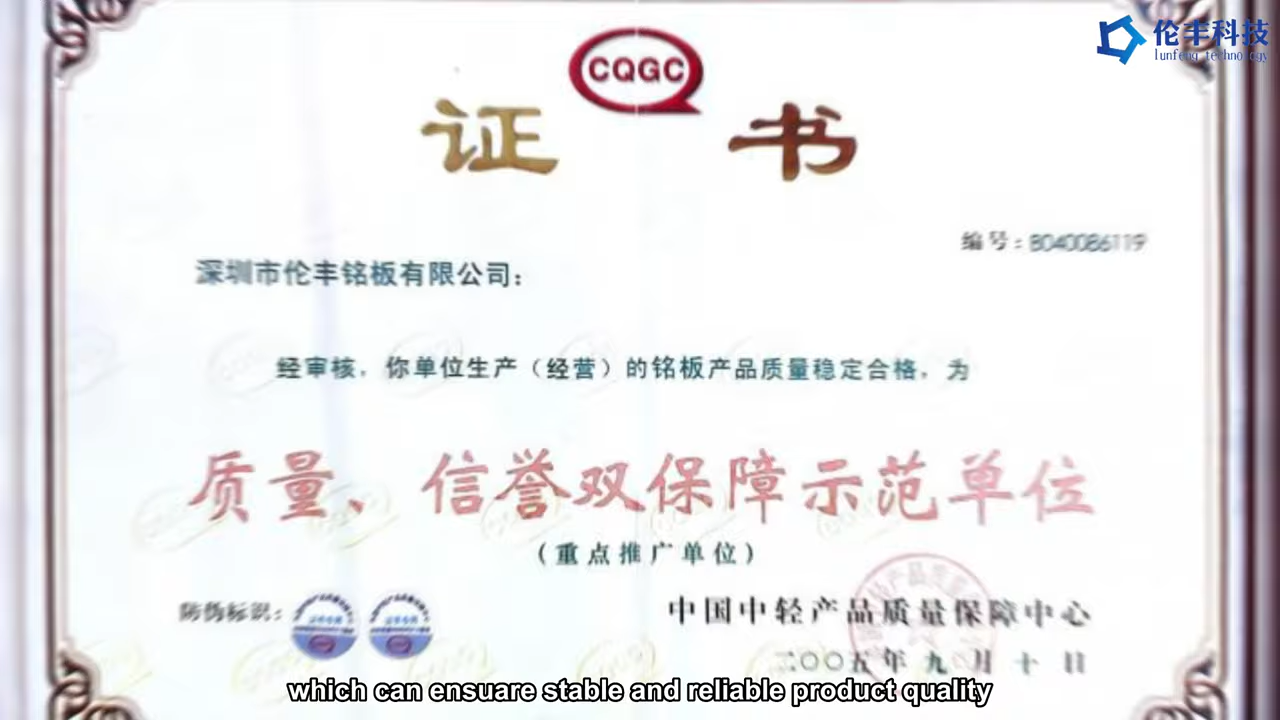 伦丰科技
lunfeng technology
CQGC
证书
编号：B040086119
深圳市伦丰铭板有限公司：
经审核，你单位生产（经营）的铭板产品质量稳定合格，为
质量、信誉双保障示范单位
（重点推广单位）
防伪标识：
中国中轻产品质量保障中心
二〇〇五年九月十日
which can ensuare stable and reliable product quality